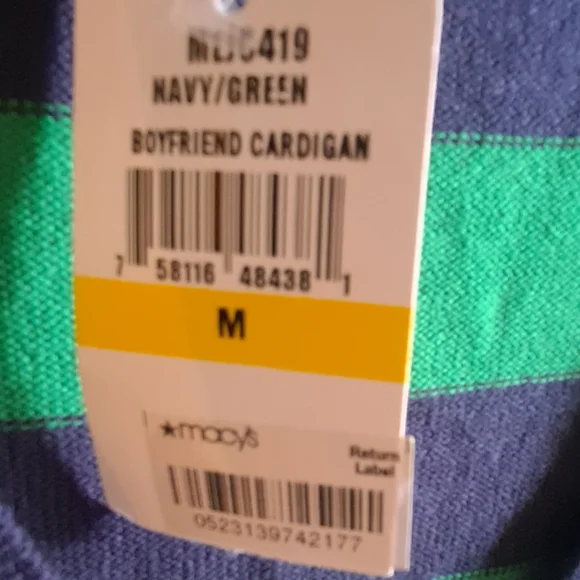 NAVY/GREEN
BOYFRIEND CARDIGAN
7 58116 48438 1
M
★macy's
Return
Label
0523139742177